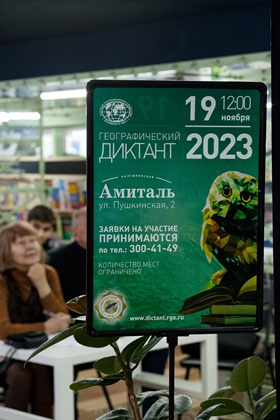 19 12:00
ноября
2023
ГЕОГРАФИЧЕСКИЙ
ДИКТАНТ
Амиталь
ул. Пушкинская, 2
ЗАЯВКИ НА УЧАСТИЕ
ПРИНИМАЮТСЯ
по тел.: 300-41-49
КОЛИЧЕСТВО МЕСТ
ОГРАНИЧЕНО
www.dictant.rgo.ru